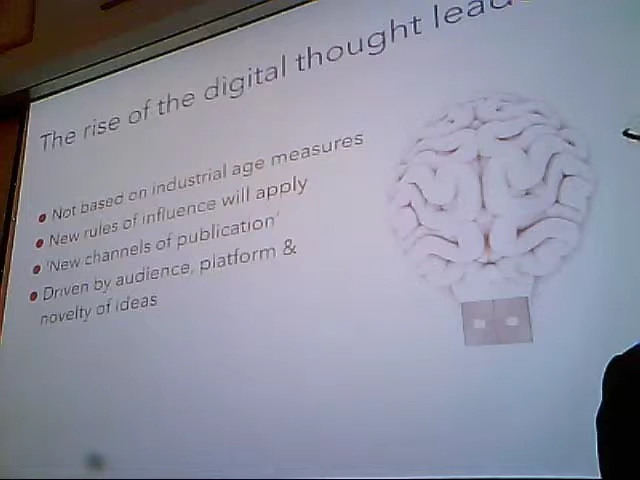 The rise of the digital thought
• Not based on industrial age measures
• New rules of influence will apply
• 'New channels of publication'
• Driven by audience, platform &
novelty of ideas